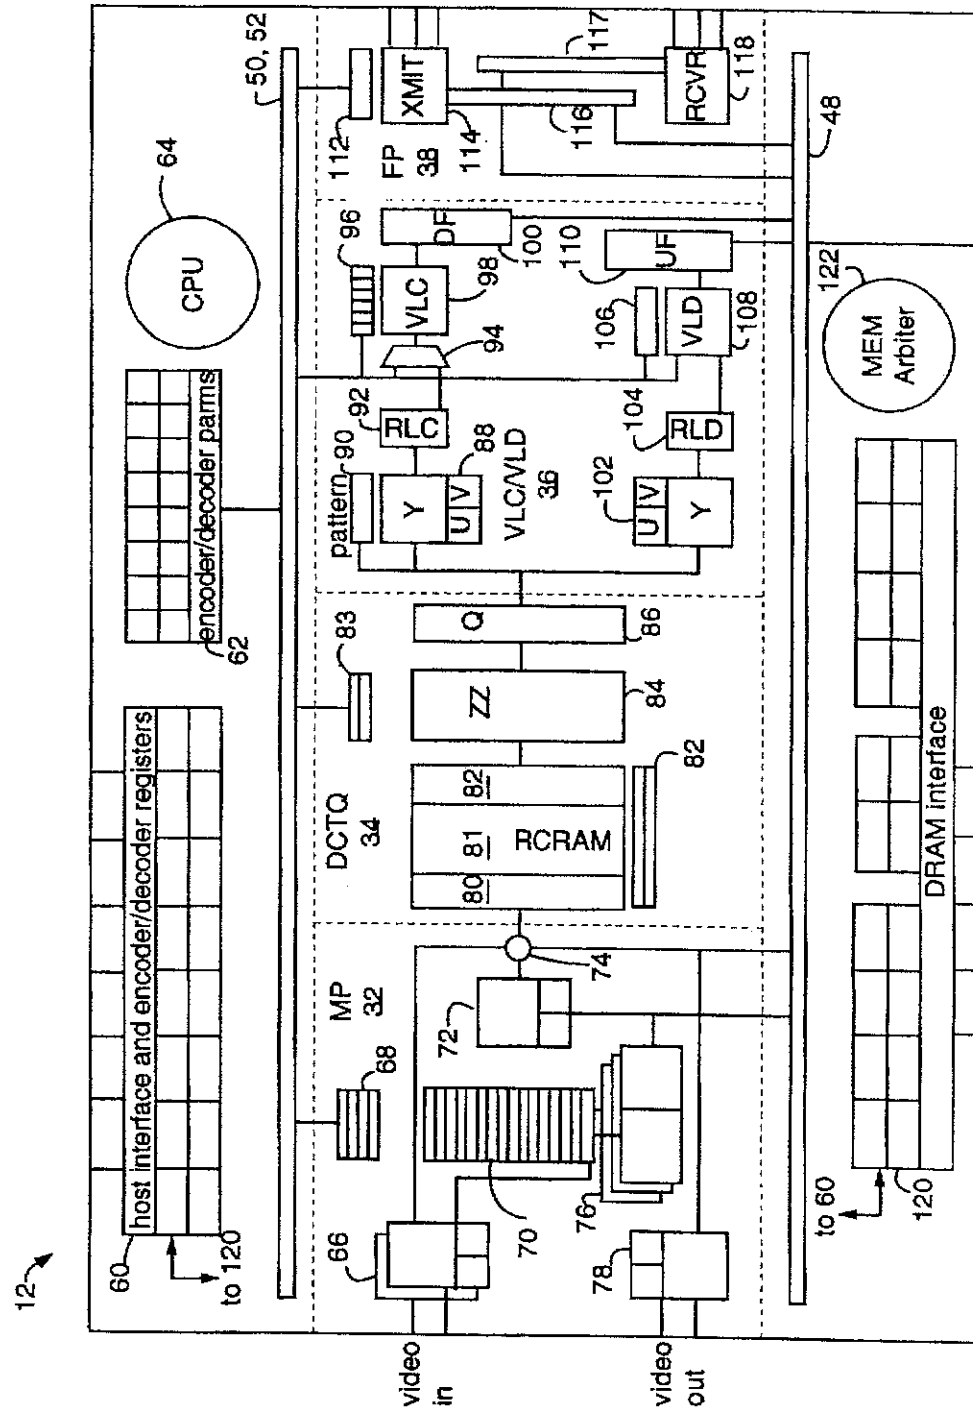 12
60
host interface and encoder/decoder registers
to 120
62
encoder/decoder parms
CPU
64
50, 52
video
in
video
out
66
68
70
MP
32
72
74
76
78
DCTQ
34
80
81
82
RCRAM
82
83
ZZ
84
Q
86
pattern
90
Y
U
V
88
VLC/VLD
36
RLC
92
94
96
VLC
98
DF
100
102
U
V
Y
RLD
104
106
VLD
108
UF
110
112
FP
38
XMIT
114
116
117
RCVR
118
48
to 60
120
DRAM interface
MEM
Arbiter
122